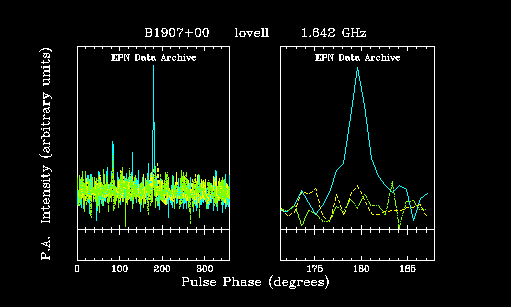 B1907+00 lovell 1.642 GHz
EPN Data Archive EPN Data Archive
P.A. Intensity (arbitrary units)
0 100 200 300 175 180 185
Pulse Phase (degrees)